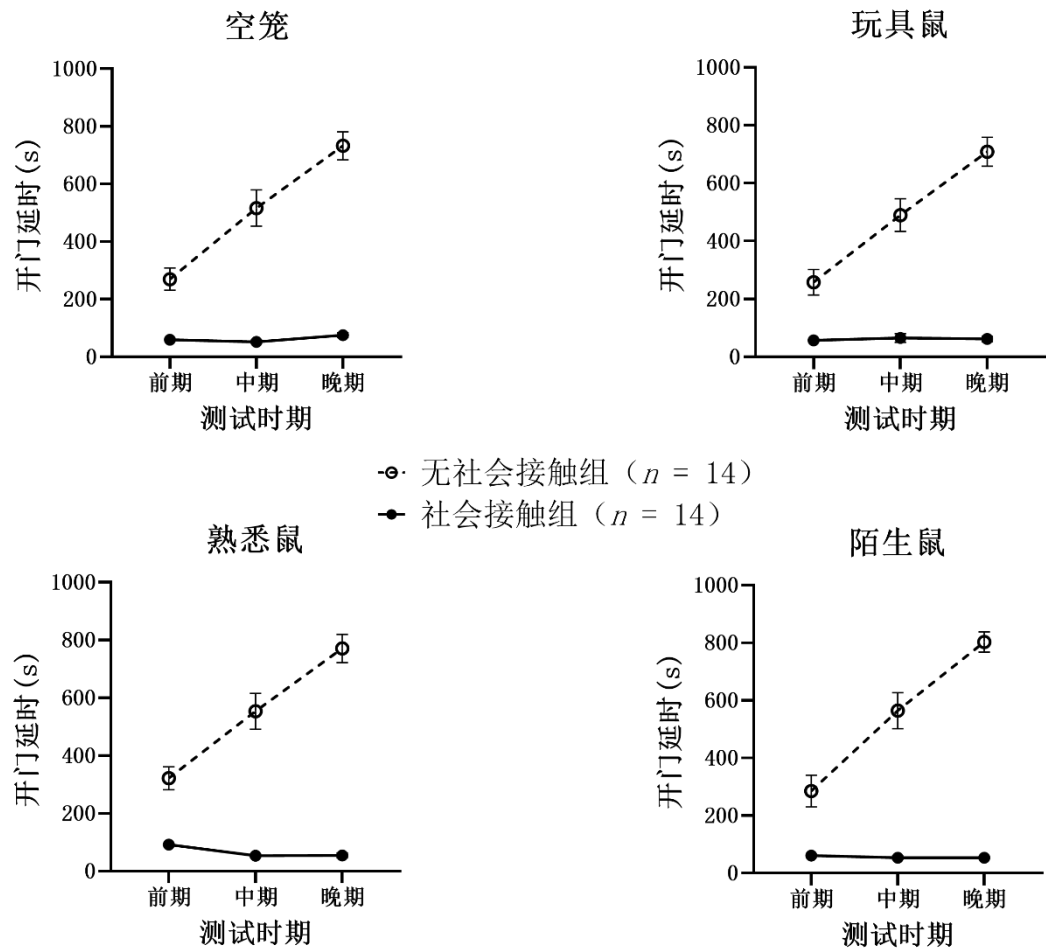 空笼
1000
800
600
400
200
0
开门延时(s)
前期 中期 晚期
测试时期
玩具鼠
1000
800
600
400
200
0
开门延时(s)
前期 中期 晚期
测试时期
无社会接触组（n = 14）
社会接触组（n = 14）
熟悉鼠
1000
800
600
400
200
0
开门延时(s)
前期 中期 晚期
测试时期
陌生鼠
1000
800
600
400
200
0
开门延时(s)
前期 中期 晚期
测试时期